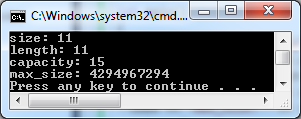 C:\Windows\system32\cmd....
size: 11
length: 11
capacity: 15
max_size: 4294967294
Press any key to continue . . .